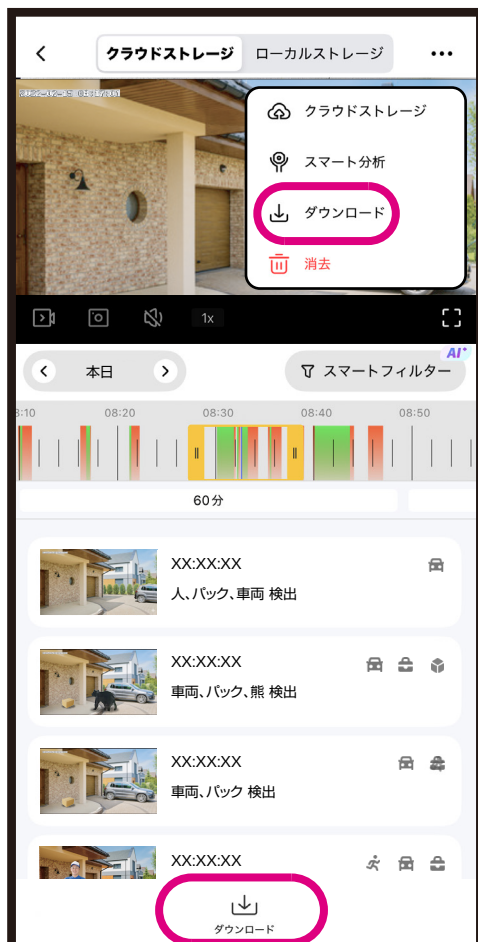 クラウドストレージ ローカルストレージ
クラウドストレージ
スマート分析
ダウンロード
消去
1x
AI+
本日
スマートフィルター
8:10 08:20 08:30 08:40 08:50
60分
XX:XX:XX
人、パック、車両 検出
XX:XX:XX
車両、パック、熊 検出
XX:XX:XX
車両、パック 検出
XX:XX:XX
ダウンロード